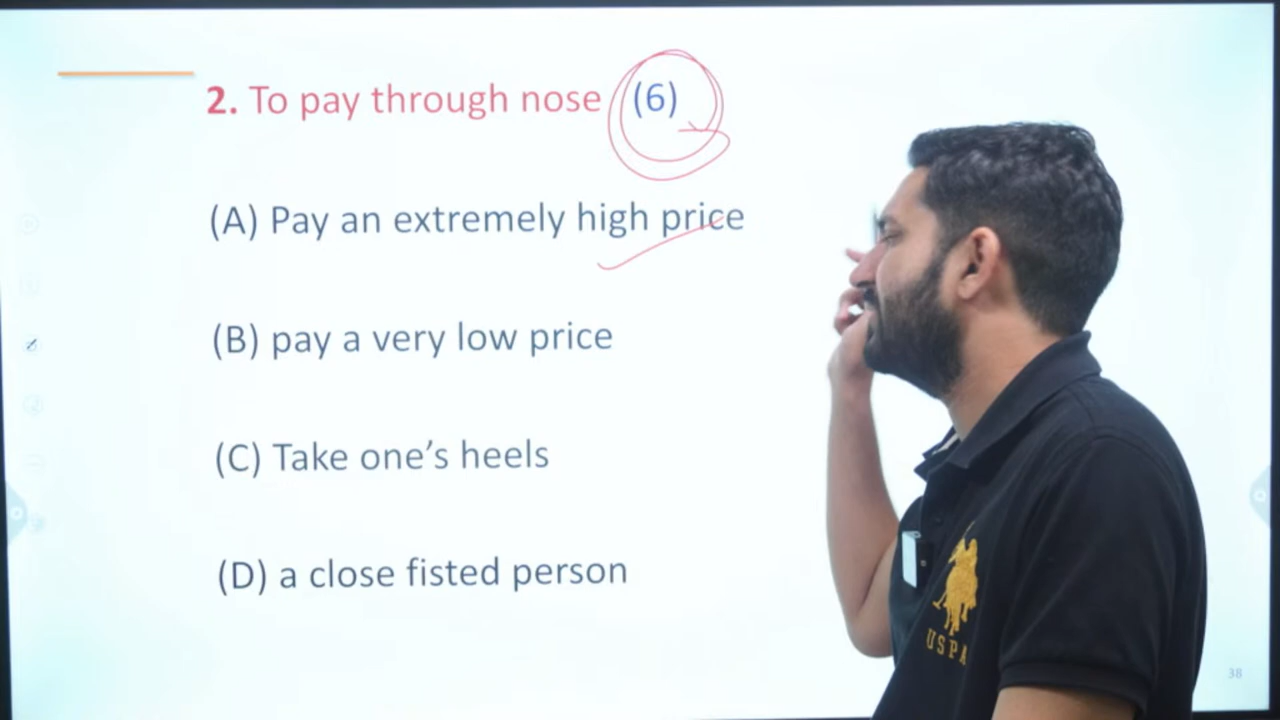 2. To pay through nose (6)
(A) Pay an extremely high price
(B) pay a very low price
(C) Take one's heels
(D) a close fisted person
USPA
38